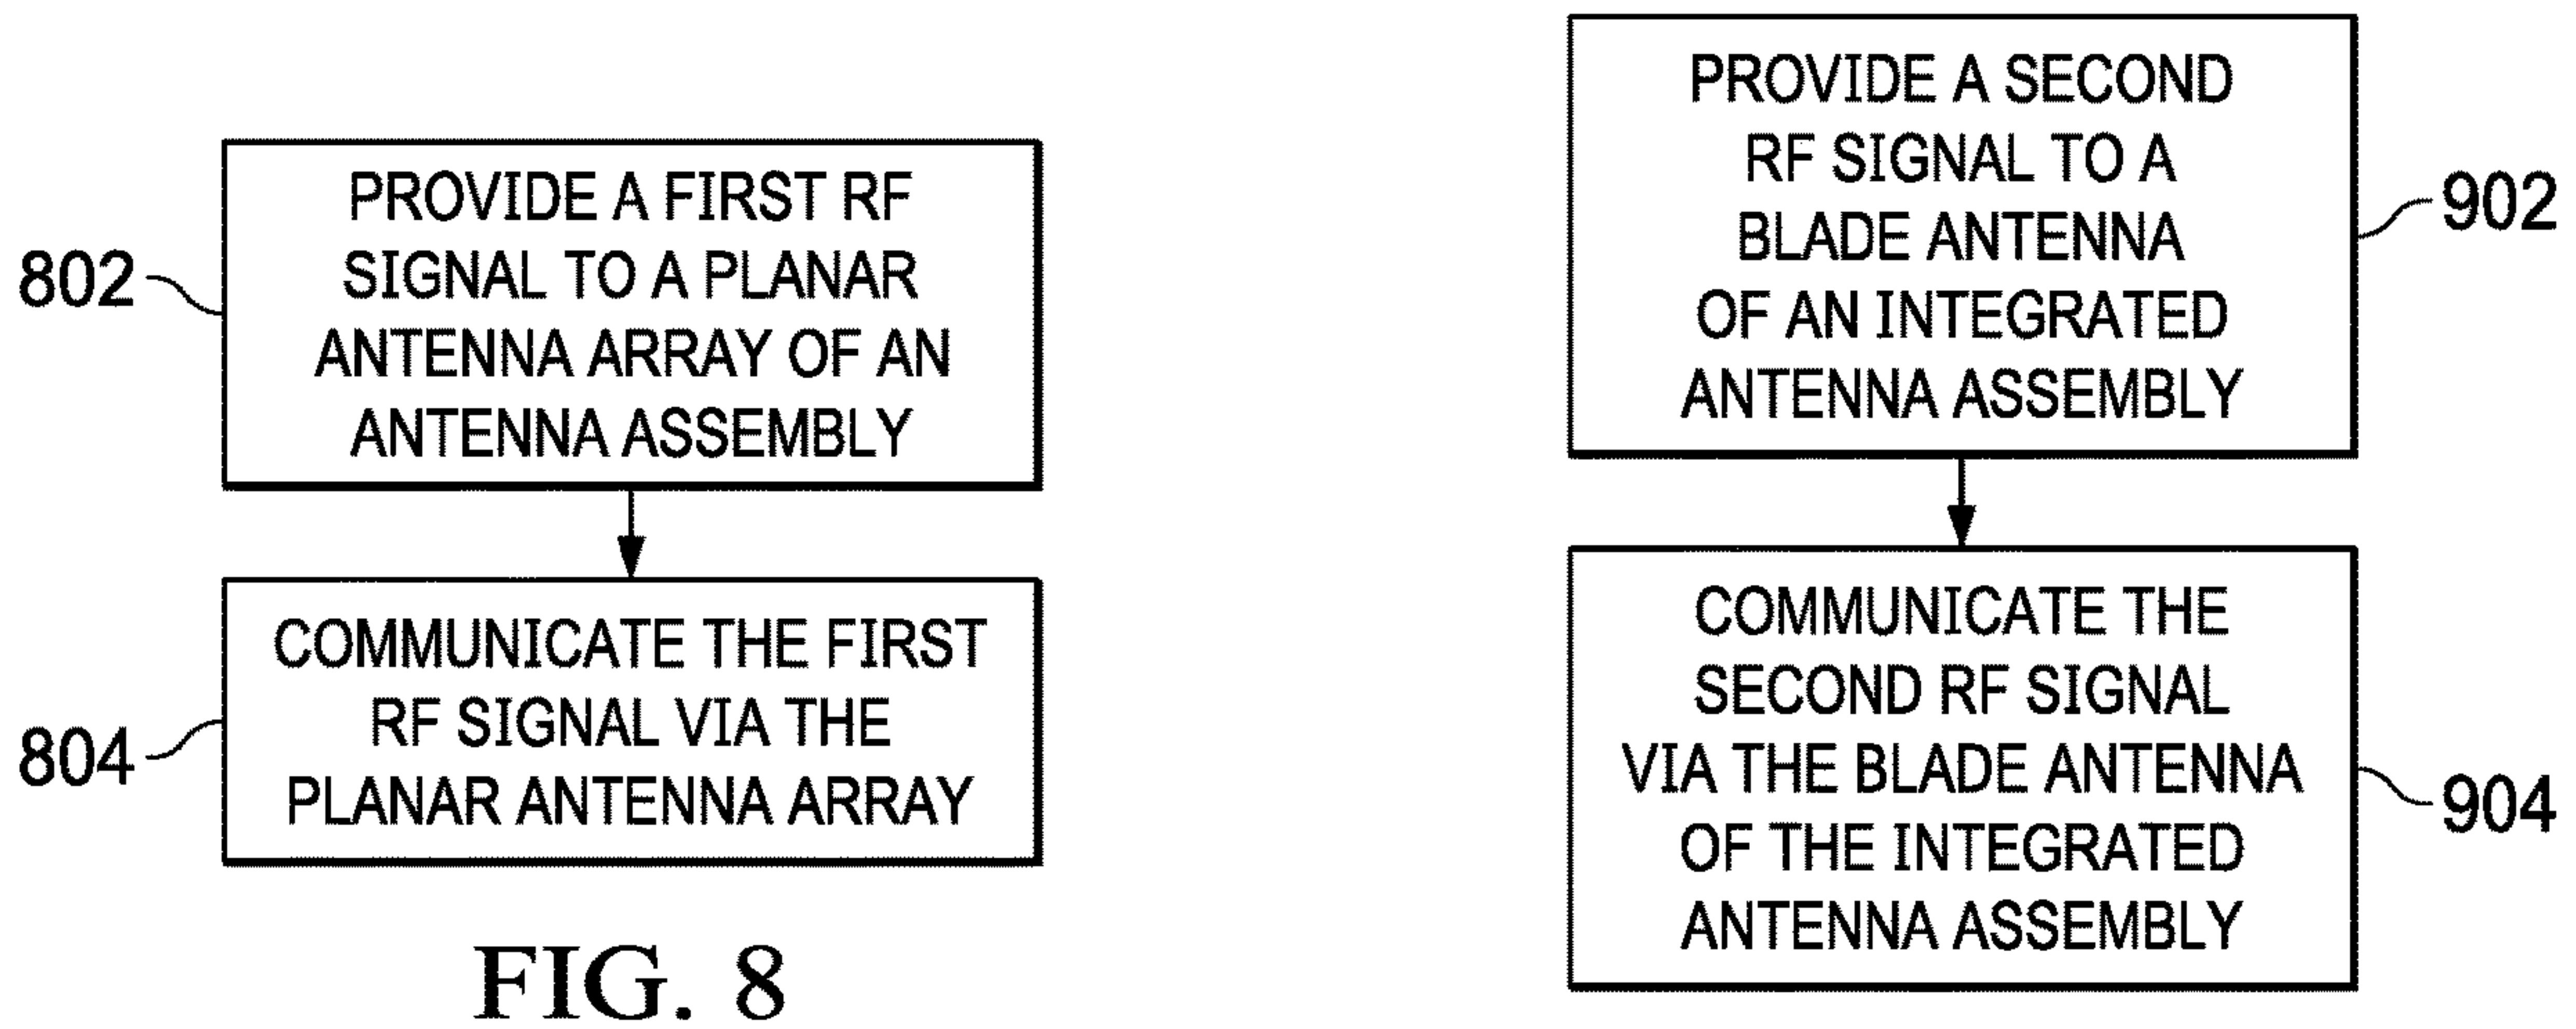 802
PROVIDE A FIRST RF
SIGNAL TO A PLANAR
ANTENNA ARRAY OF AN
ANTENNA ASSEMBLY
804
COMMUNICATE THE FIRST
RF SIGNAL VIA THE
PLANAR ANTENNA ARRAY
FIG. 8
PROVIDE A SECOND
RF SIGNAL TO A
BLADE ANTENNA
OF AN INTEGRATED
ANTENNA ASSEMBLY
902
COMMUNICATE THE
SECOND RF SIGNAL
VIA THE BLADE ANTENNA
OF THE INTEGRATED
ANTENNA ASSEMBLY
904